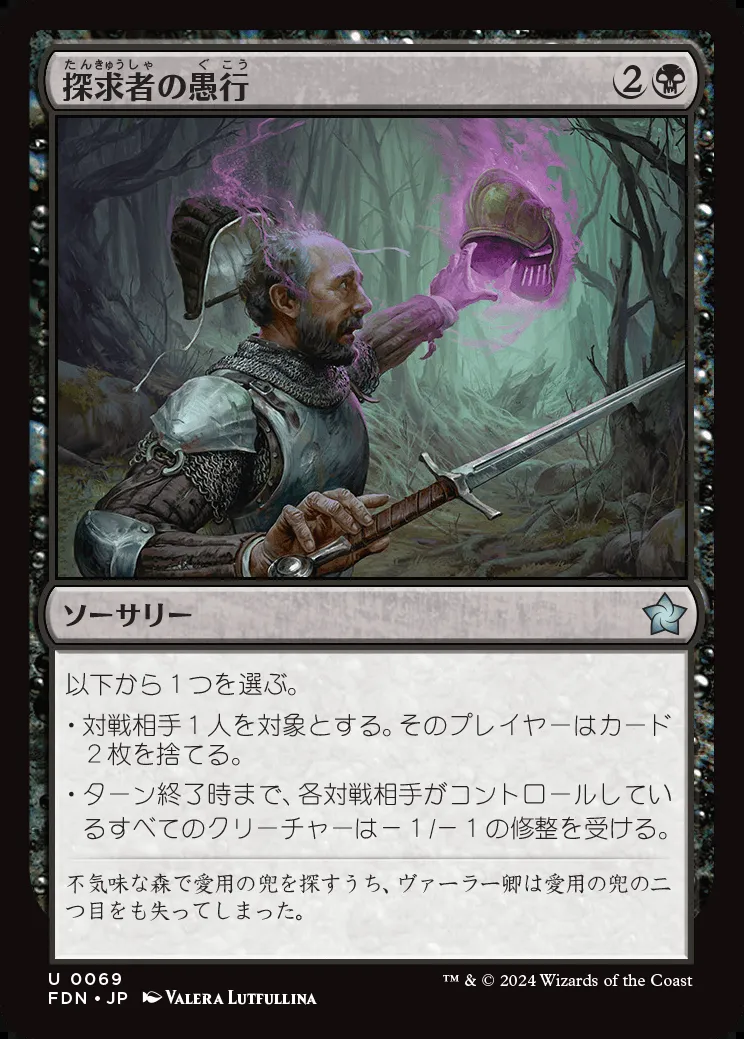 たんきゅうしゃ ぐ こう
探求者の愚行
2
ソーサリー
以下から１つを選ぶ。
・対戦相手１人を対象とする。そのプレイヤーはカード
２枚を捨てる。
・ターン終了時まで、各対戦相手がコントロールしてい
るすべてのクリーチャーは－１/－１の修整を受ける。
不気味な森で愛用の兜を探すうち、ヴァーラー卿は愛用の兜の二
つ目をも失ってしまった。
U 0069
FDN • JP VALERA LUTFULLINA
™ & © 2024 Wizards of the Coast